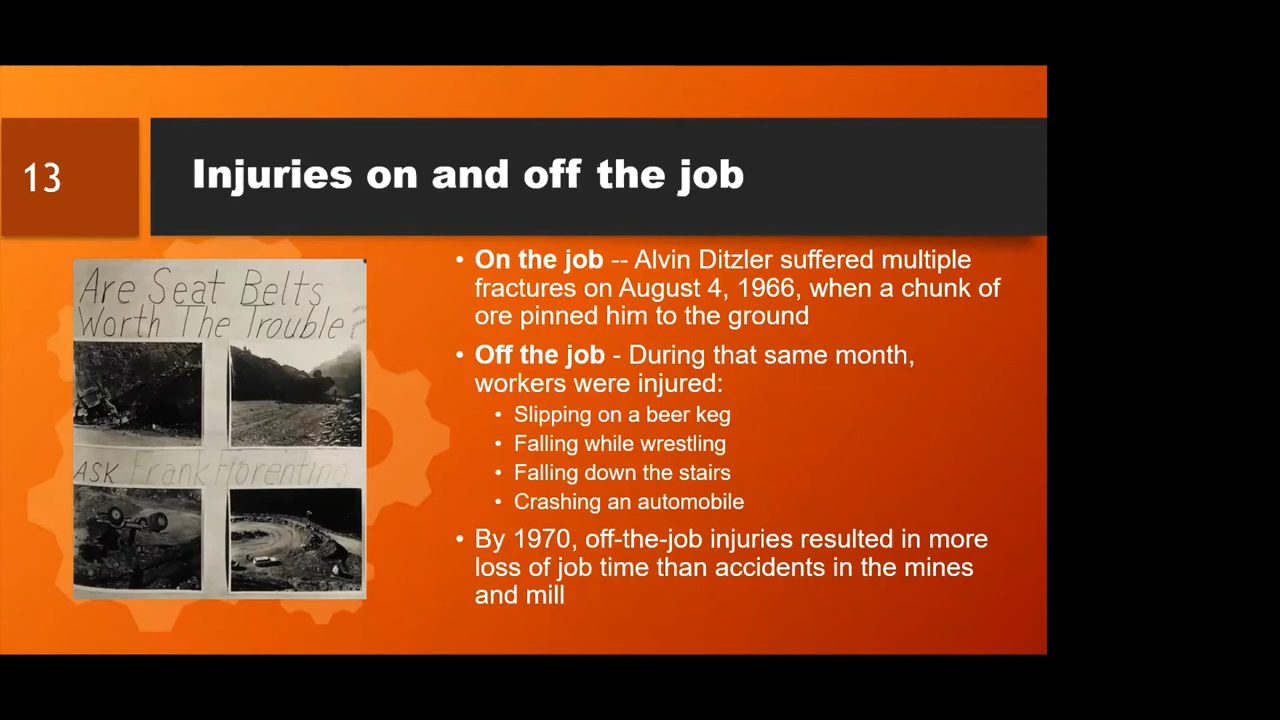 13
Injuries on and off the job
Are Seat Belts
Worth The Trouble?
ASK Frank Florentino
• On the job -- Alvin Ditzler suffered multiple
fractures on August 4, 1966, when a chunk of
ore pinned him to the ground
• Off the job - During that same month,
workers were injured:
• Slipping on a beer keg
• Falling while wrestling
• Falling down the stairs
• Crashing an automobile
• By 1970, off-the-job injuries resulted in more
loss of job time than accidents in the mines
and mill